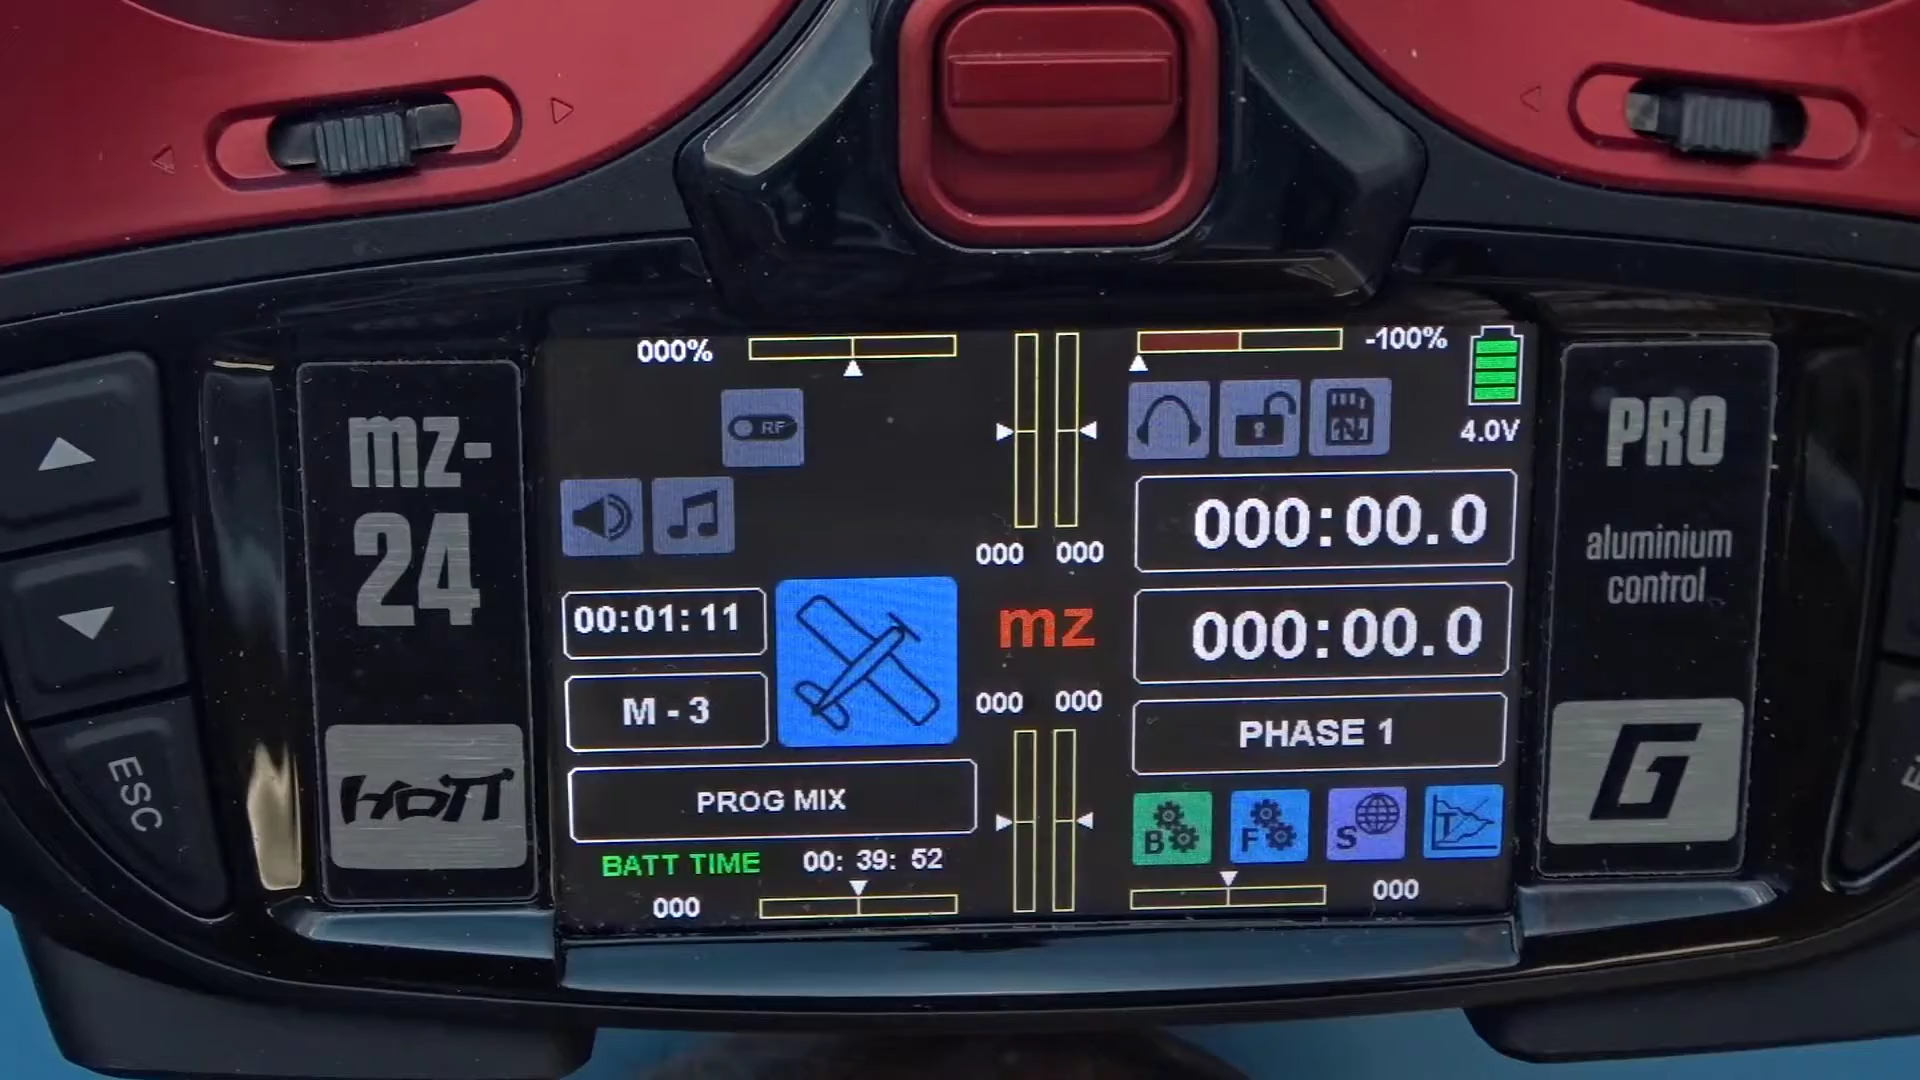 mz-
24
HoTT
ESC
000%
-100%
RF
4.0V
000:00.0
000 000
00:01:11
mz
000:00.0
M - 3
000 000
PHASE 1
PROG MIX
B
F
S
T
BATT TIME 00: 39: 52
000
000
PRO
aluminium
control
G